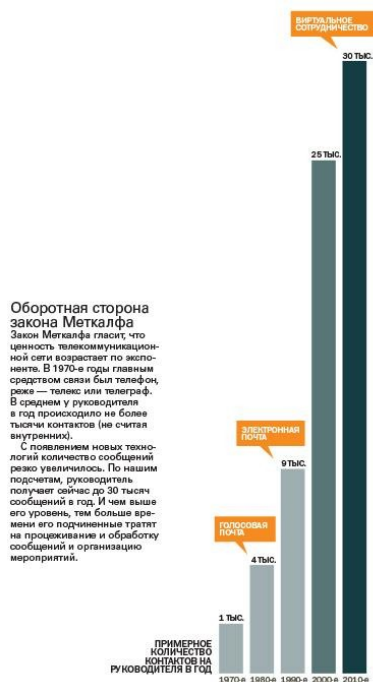 ВИРТУАЛЬНОЕ
СОТРУДНИЧЕСТВО
30 ТЫС.
25 ТЫС.
Оборотная сторона
закона Меткалфа
Закон Меткалфа гласит, что
ценность телекоммуникацион-
ной сети возрастает по экспо-
ненте. В 1970-е годы главным
средством связи был телефон,
реже — телекс или телеграф.
В среднем у руководителя
в год происходило не более
тысячи контактов (не считая
внутренних).
С появлением новых техно-
логий количество сообщений
резко увеличилось. По нашим
подсчетам, руководитель
получает сейчас до 30 тысяч
сообщений в год. И чем выше
его уровень, тем больше вре-
мени его подчиненные тратят
на процеживание и обработку
сообщений и организацию
мероприятий.
ЭЛЕКТРОННАЯ
ПОЧТА
9 ТЫС.
ГОЛОСОВАЯ
ПОЧТА
4 ТЫС.
1 ТЫС.
ПРИМЕРНОЕ
КОЛИЧЕСТВО
КОНТАКТОВ НА
РУКОВОДИТЕЛЯ В ГОД
1970-е 1980-е 1990-е 2000-е 2010-е